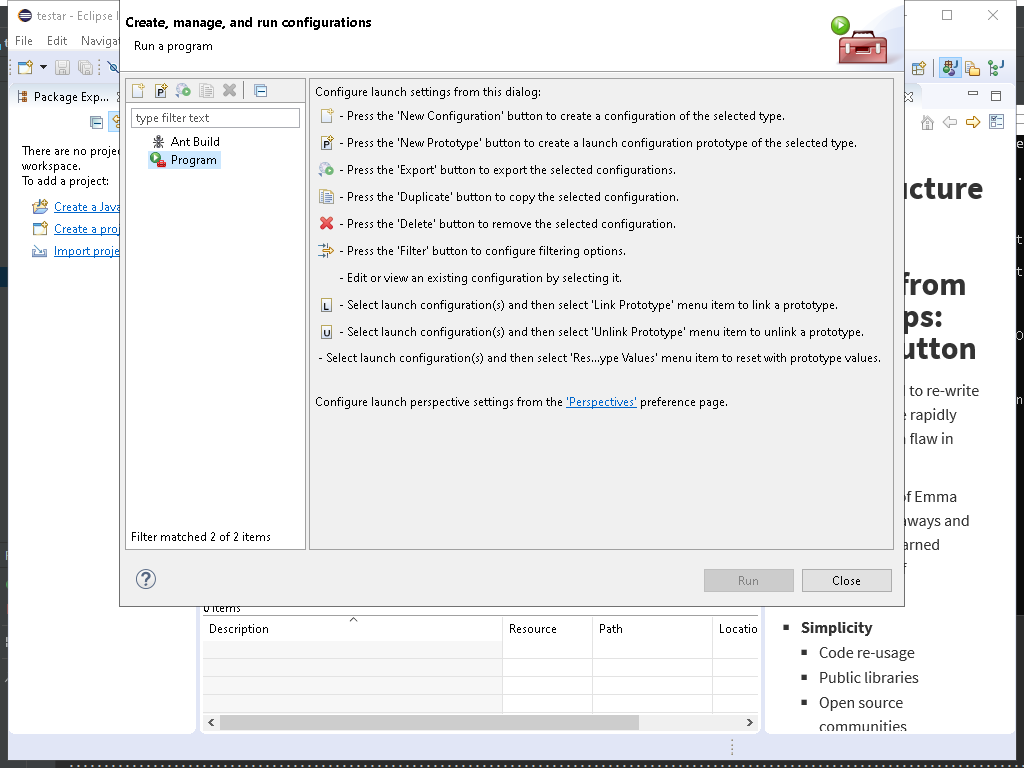 testar - Eclipse I
File Edit Navigat
Package Exp...
There are no proje
workspace.
To add a project:
Create a Java
Create a proj
Import proje
Create, manage, and run configurations
Run a program
type filter text
Ant Build
Program
Filter matched 2 of 2 items
Configure launch settings from this dialog:
- Press the 'New Configuration' button to create a configuration of the selected type.
- Press the 'New Prototype' button to create a launch configuration prototype of the selected type.
- Press the 'Export' button to export the selected configurations.
- Press the 'Duplicate' button to copy the selected configuration.
- Press the 'Delete' button to remove the selected configuration.
- Press the 'Filter' button to configure filtering options.
- Edit or view an existing configuration by selecting it.
L - Select launch configuration(s) and then select 'Link Prototype' menu item to link a prototype.
U - Select launch configuration(s) and then select 'Unlink Prototype' menu item to unlink a prototype.
- Select launch configuration(s) and then select 'Res...ype Values' menu item to reset with prototype values.
Configure launch perspective settings from the 'Perspectives' preference page.
Run Close
0 items
Description Resource Path Locatio
ucture
from
ps:
utton
l to re-write
rapidly
flaw in
of Emma
aways and
arned
Simplicity
Code re-usage
Public libraries
Open source
communities